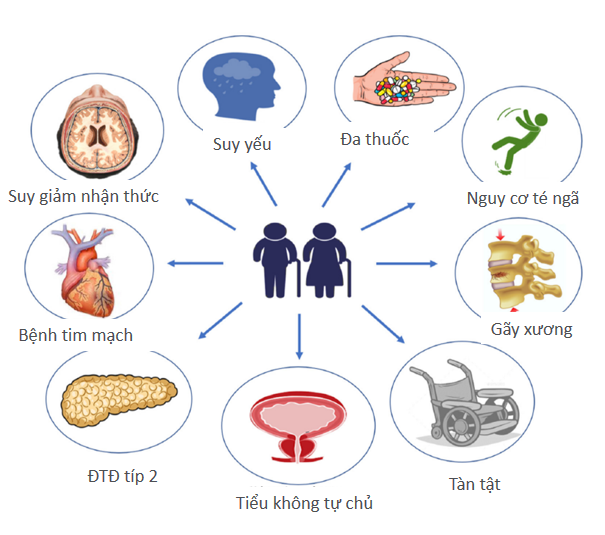 Suy yếu
Đa thuốc
Suy giảm nhận thức
Nguy cơ té ngã
Bệnh tim mạch
Gãy xương
ĐTĐ típ 2
Tiểu không tự chủ
Tàn tật